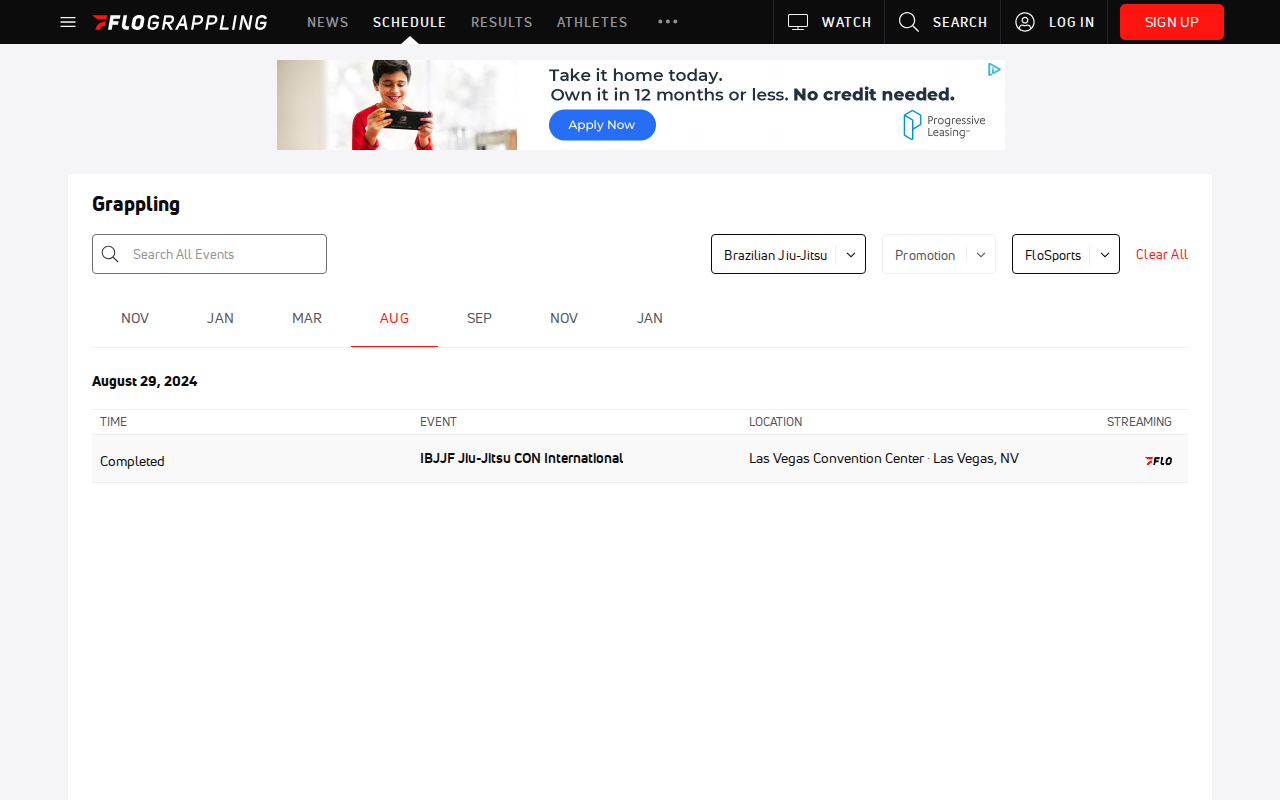 FLOGRAPPLING NEWS SCHEDULE RESULTS ATHLETES WATCH SEARCH LOG IN SIGN UP
Take it home today.
Own it in 12 months or less. No credit needed.
Apply Now
Progressive
Leasing
Grappling
Search All Events Brazilian Jiu-Jitsu Promotion FloSports Clear All
NOV JAN MAR AUG SEP NOV JAN
August 29, 2024
TIME EVENT LOCATION STREAMING
Completed IBJJF Jiu-Jitsu CON International Las Vegas Convention Center · Las Vegas, NV FLO